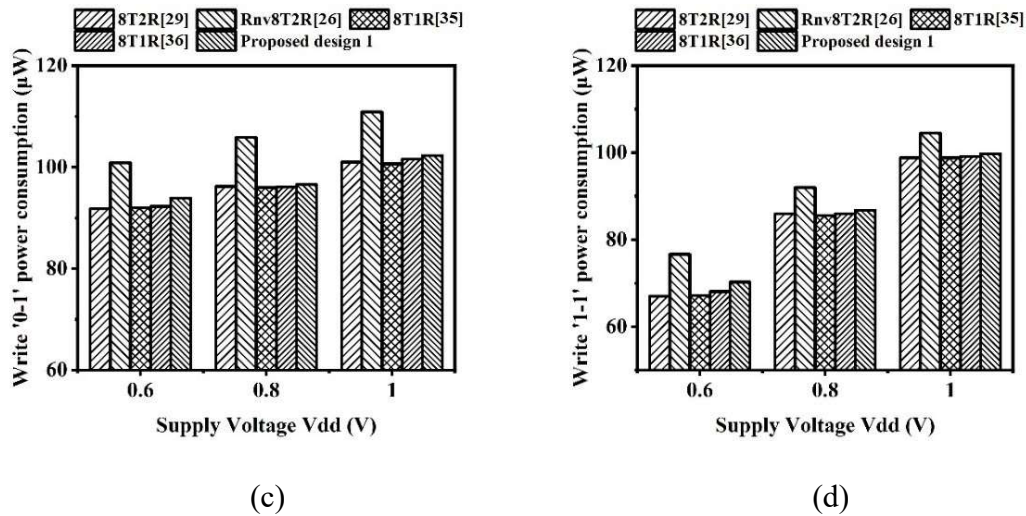 8T2R[29] Rnv8T2R[26] 8T1R[35]
8T1R[36] Proposed design 1
120
100
80
60
Write '0-1' power consumption (μW)
0.6 0.8 1
Supply Voltage Vdd (V)
(c)
8T2R[29] Rnv8T2R[26] 8T1R[35]
8T1R[36] Proposed design 1
120
100
80
60
Write '1-1' power consumption (μW)
0.6 0.8 1
Supply Voltage Vdd (V)
(d)